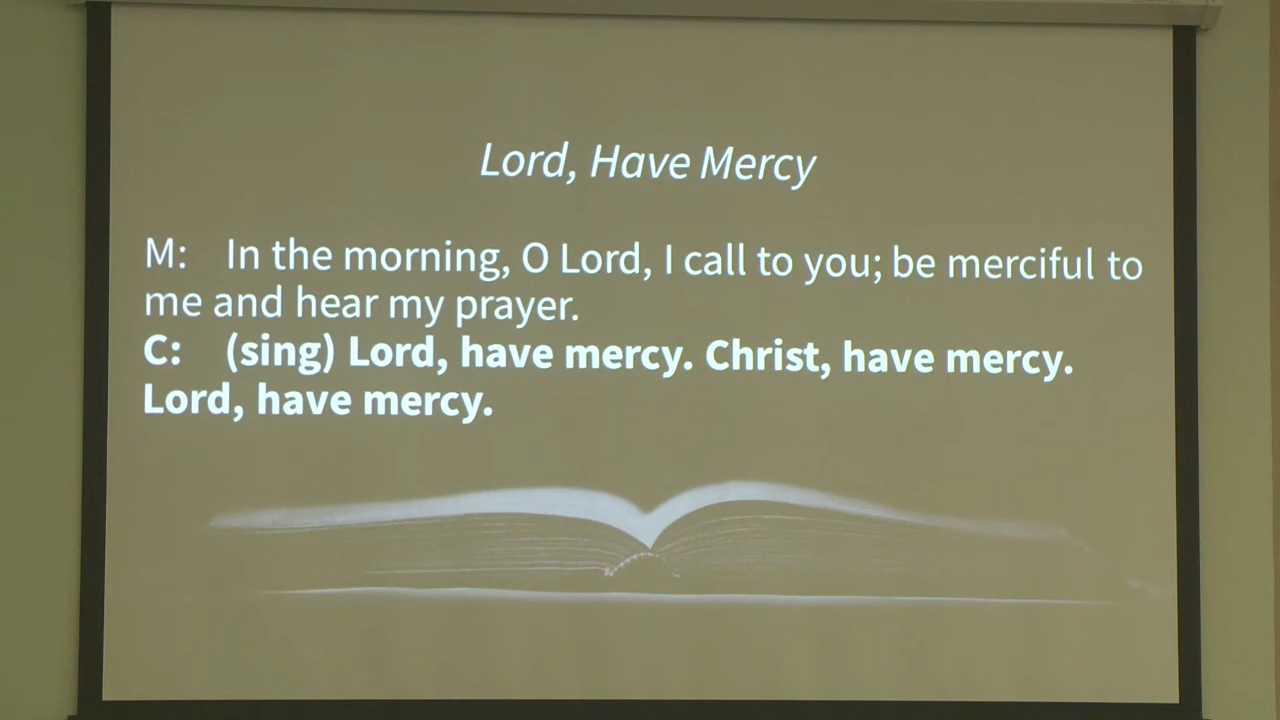 Lord, Have Mercy
M: In the morning, O Lord, I call to you; be merciful to
me and hear my prayer.
C: (sing) Lord, have mercy. Christ, have mercy.
Lord, have mercy.